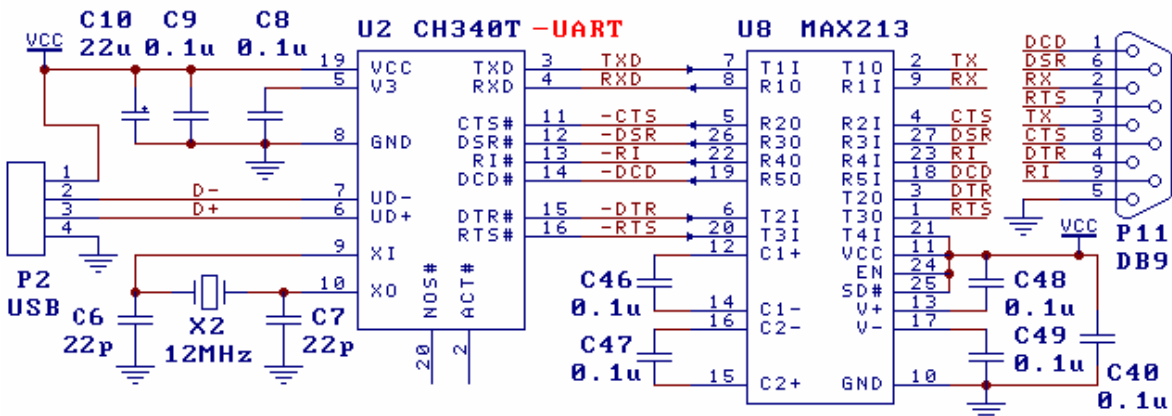 C10 C9 C8 U2 CH340T -UART U8 MAX213
VCC 22u 0.1u 0.1u
19 VCC TXD 3 TXD 7 T1I T1O 2 TX
5 V3 RXD 4 RXD 8 R1O R1I 9 RX
CTS# 11 -CTS 5 R2O R2I 4 CTS
8 GND DSR# 12 -DSR 26 R3O R3I 27 DSR
RI# 13 -RI 22 R4O R4I 23 RI
DCD# 14 -DCD 19 R5O R5I 18 DCD
T2O 3 DTR
DTR# 15 -DTR 6 T2I T3O 1 RTS
RTS# 16 -RTS 20 T3I T4I 21
12 C1+ VCC 11
EN 24
SD# 25
14 C1- V+ 13
16 C2- V- 17
15 C2+ GND 10
1
2 D- 7 UD-
3 D+ 6 UD+
4
9 XI
10 XO
NOS# ACT#
20 2
P2
USB
C6
22p
X2
12MHz
C7
22p
C46
0.1u
C47
0.1u
C48
0.1u
C49
0.1u
C40
0.1u
VCC
DCD 1
DSR 6
RX 2
RTS 7
TX 3
CTS 8
DTR 4
RI 9
5
P11
DB9